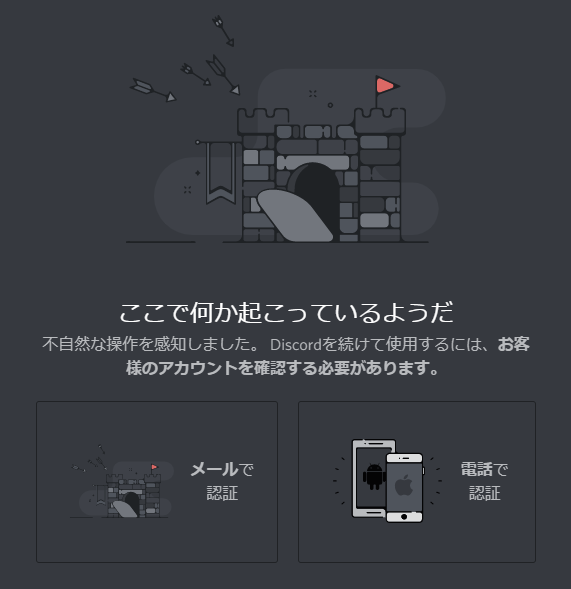 ここで何か起こっているようだ
不自然な操作を感知しました。 Discordを続けて使用するには、お客
様のアカウントを確認する必要があります。
メールで
認証
電話で
認証